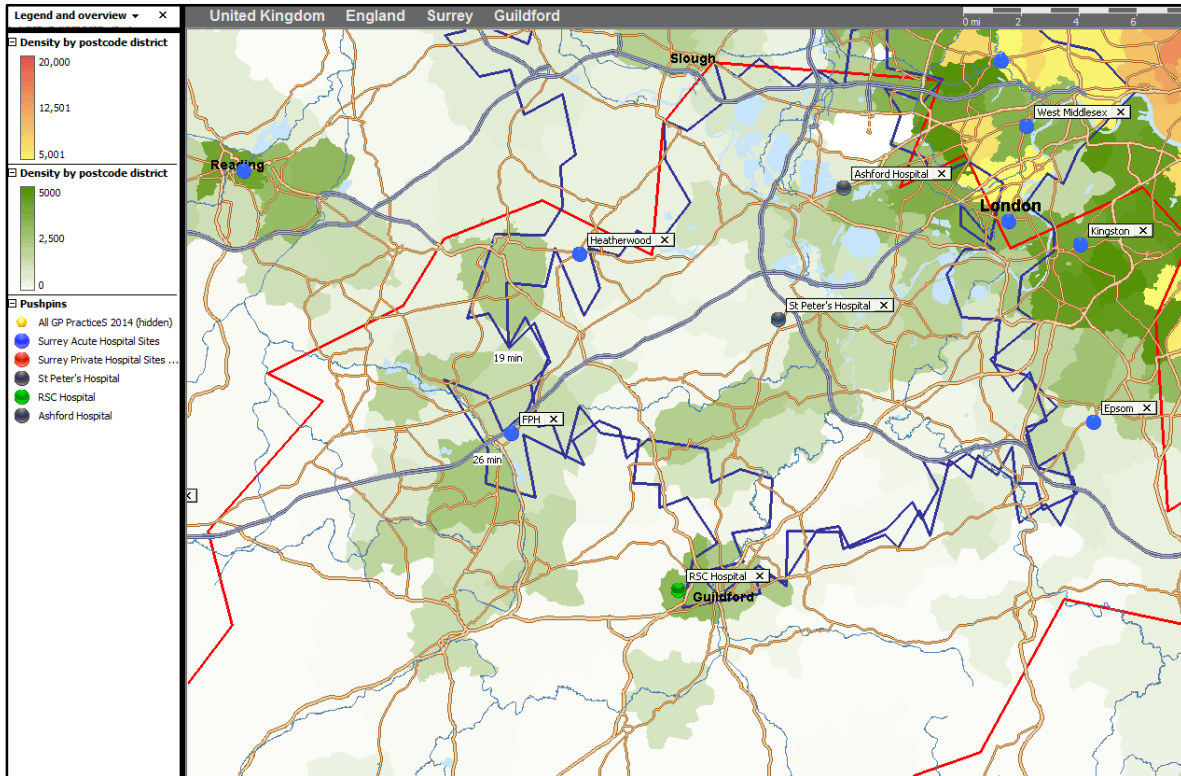 Legend and overview
United Kingdom England Surrey Guildford
0 mi 2 4 6
Density by postcode district
20,000
12,501
5,001
Density by postcode district
5000
2,500
0
Pushpins
All GP PracticeS 2014 (hidden)
Surrey Acute Hospital Sites
Surrey Private Hospital Sites ...
St Peter's Hospital
RSC Hospital
Ashford Hospital
Slough
West Middlesex
Reading
Ashford Hospital
London
Kingston
Heatherwood
St Peter's Hospital
19 min
Epsom
FPH
26 min
RSC Hospital
Guildford